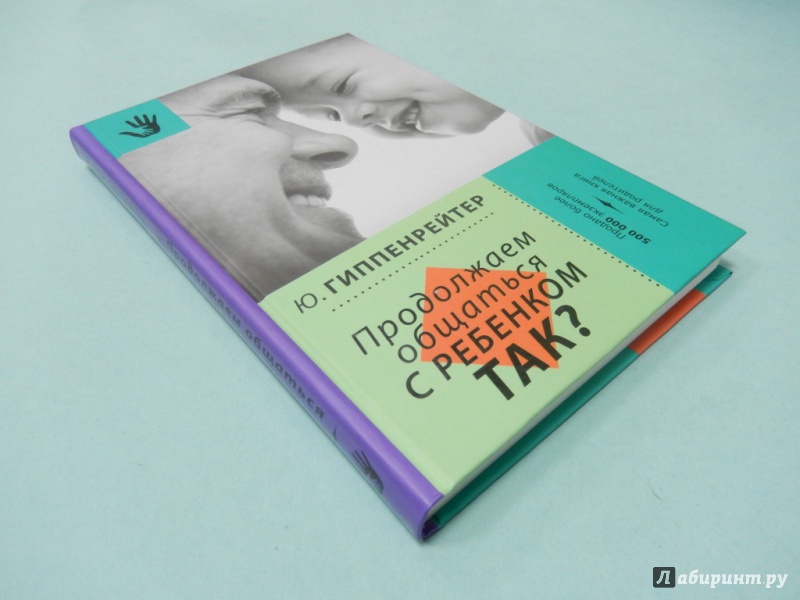 Ю. ГИППЕНРЕЙТЕР
Продолжаем
общаться
С РЕБЕНКОМ
ТАК?
Продано более
500 000 экземпляров
Самая важная книга
для родителей
Продолжаем общаться
Лабиринт.ру